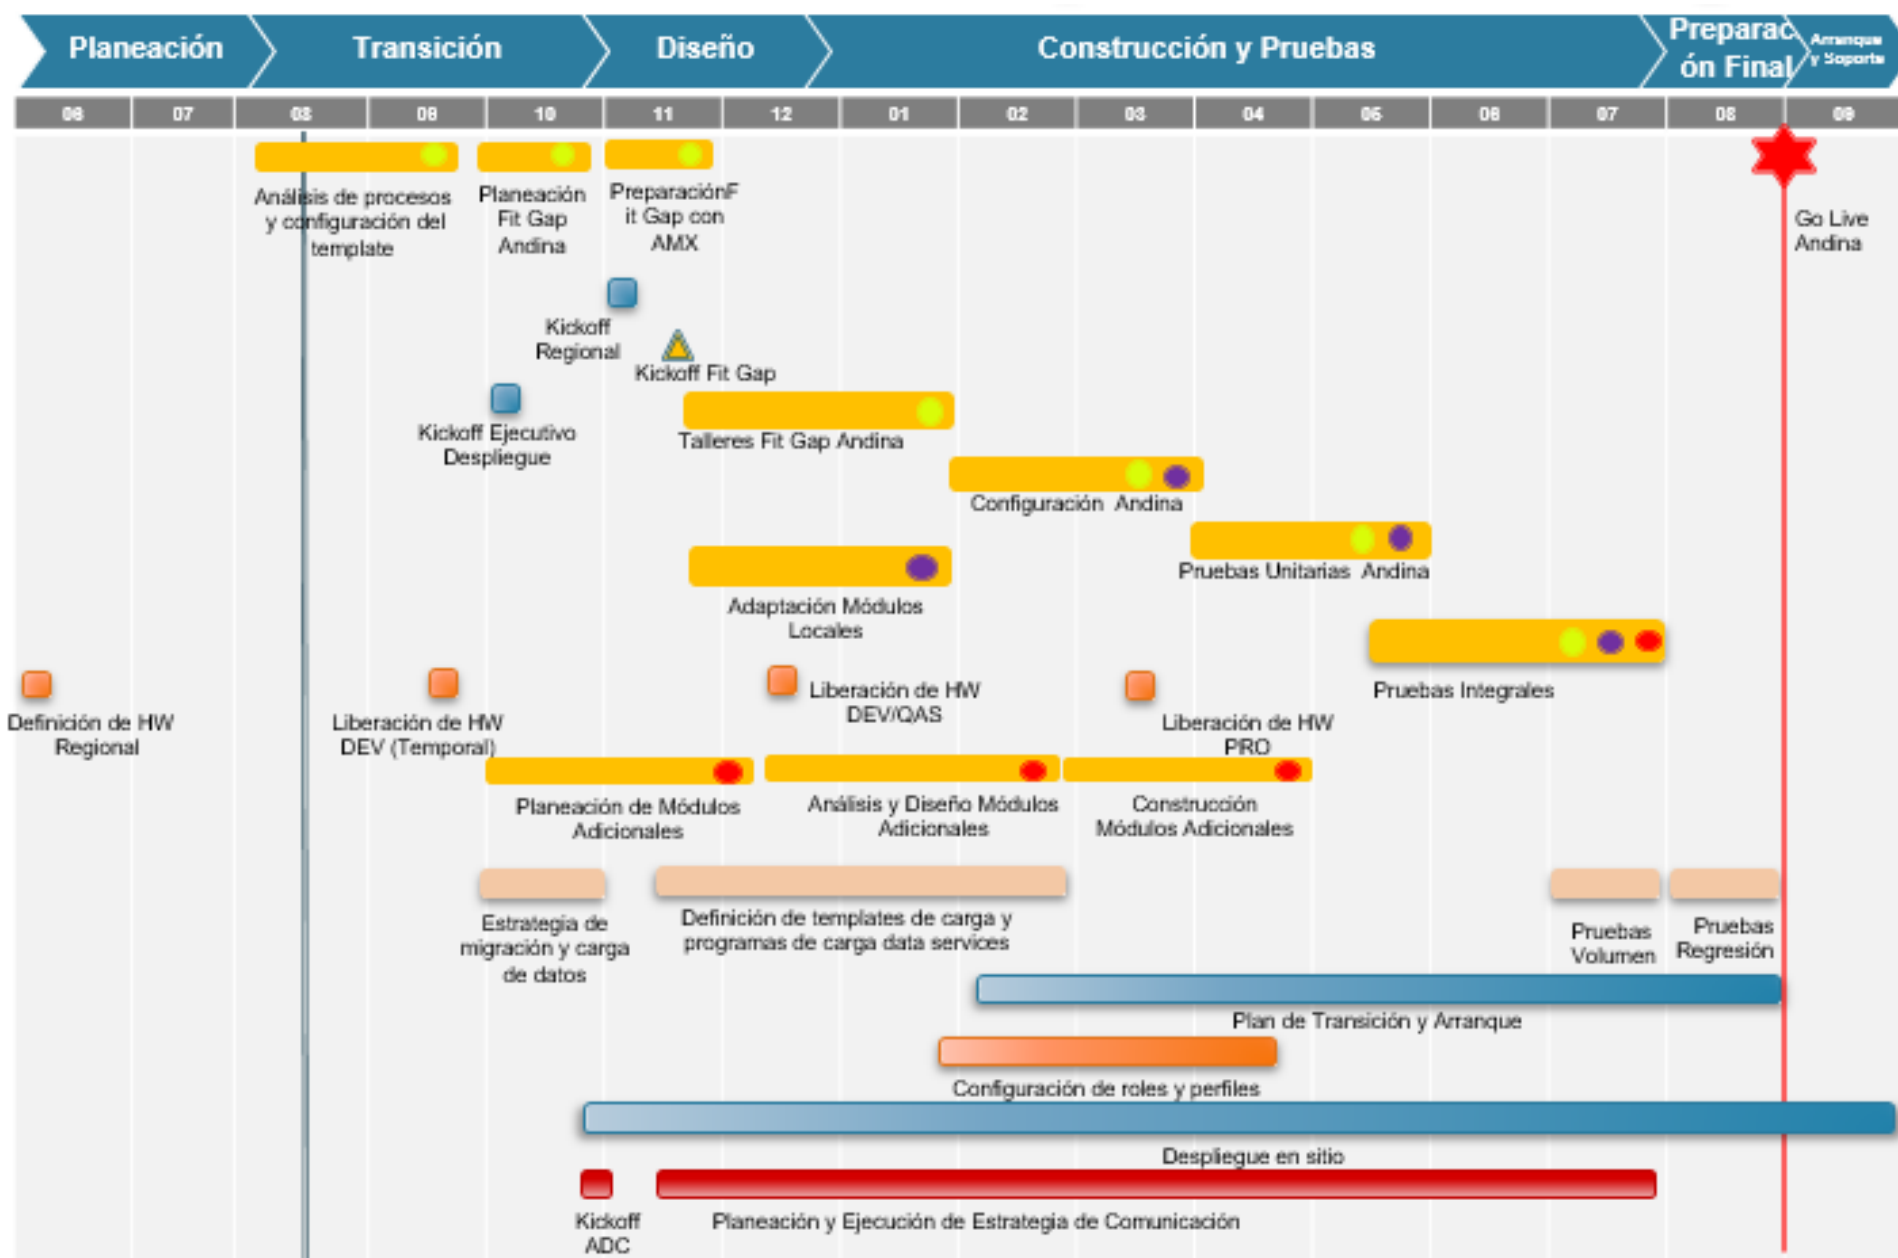 Planeación
Transición
Diseño
Construcción y Pruebas
Preparac
ón Final
Arranque
y Soporte
06 07 08 09 10 11 12 01 02 03 04 05 06 07 08 09
Análisis de procesos
y configuración del
template
Planeación
Fit Gap
Andina
PreparaciónF
it Gap con
AMX
Go Live
Andina
Kickoff
Regional
Kickoff Fit Gap
Kickoff Ejecutivo
Despliegue
Talleres Fit Gap Andina
Configuración Andina
Pruebas Unitarias Andina
Adaptación Módulos
Locales
Pruebas Integrales
Definición de HW
Regional
Liberación de HW
DEV (Temporal)
Liberación de HW
DEV/QAS
Liberación de HW
PRO
Planeación de Módulos
Adicionales
Análisis y Diseño Módulos
Adicionales
Construcción
Módulos Adicionales
Estrategia de
migración y carga
de datos
Definición de templates de carga y
programas de carga data services
Pruebas
Volumen
Pruebas
Regresión
Plan de Transición y Arranque
Configuración de roles y perfiles
Despliegue en sitio
Kickoff
ADC
Planeación y Ejecución de Estrategia de Comunicación